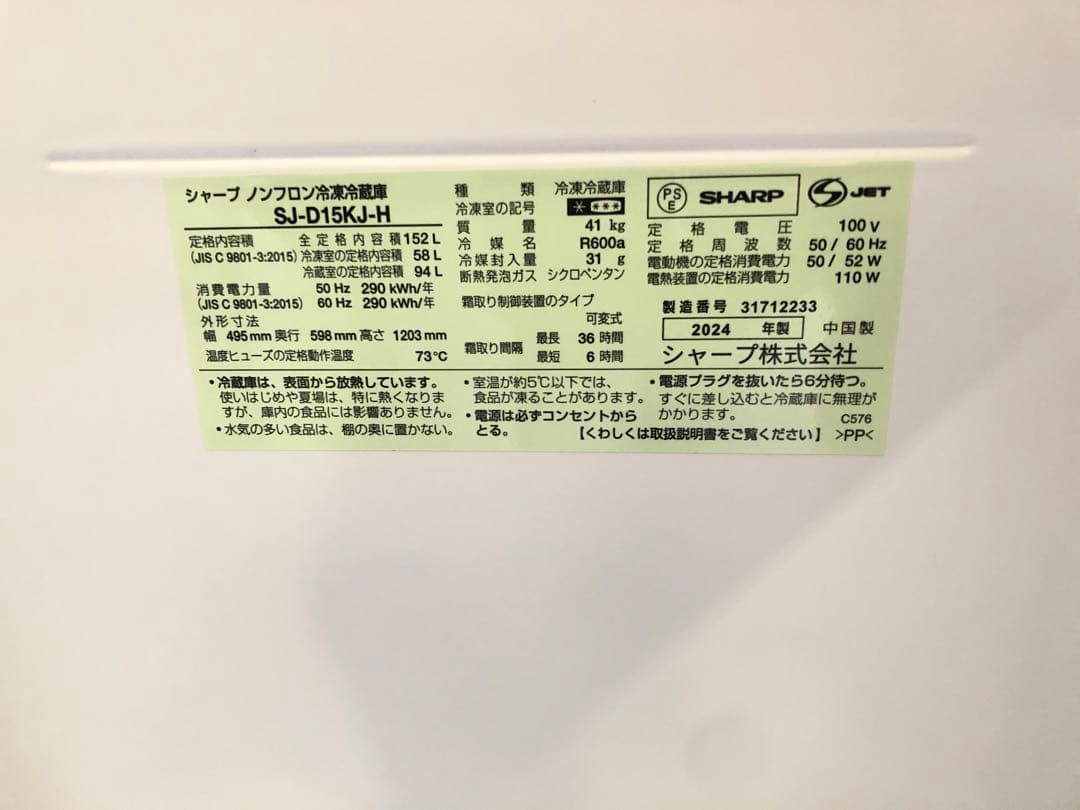 シャープ ノンフロン冷凍冷蔵庫
SJ-D15KJ-H
定格内容積 全定格内容積 152 L
(JIS C 9801-3:2015) 冷凍室の定格内容積 58 L
冷蔵室の定格内容積 94 L
消費電力量 50 Hz 290 kWh/年
(JIS C 9801-3:2015) 60 Hz 290 kWh/年
外形寸法
幅 495 mm 奥行 598 mm 高さ 1203 mm
温度ヒューズの定格動作温度 73℃
種類 冷凍冷蔵庫
冷凍室の記号
質量 41 kg
冷媒名 R600a
冷媒封入量 31 g
断熱発泡ガス シクロペンタン
霜取り制御装置のタイプ
可変式
霜取り間隔 最長 36 時間
最短 6 時間
PS E SHARP JET
定格電圧 100 V
定格周波数 50 / 60 Hz
電動機の定格消費電力 50 / 52 W
電熱装置の定格消費電力 110 W
製造番号 31712233
2024 年製 中国製
シャープ株式会社
・冷蔵庫は、表面から放熱しています。
使いはじめや夏場は、特に熱くなりま
すが、庫内の食品には影響ありません。
・水気の多い食品は、棚の奥に置かない。
・室温が約5℃以下では、
食品が凍ることがあります。
・電源は必ずコンセントから
とる。
・電源プラグを抜いたら6分待つ。
すぐに差し込むと冷蔵庫に無理が
かかります。
C576
【くわしくは取扱説明書をご覧ください】 >PP<